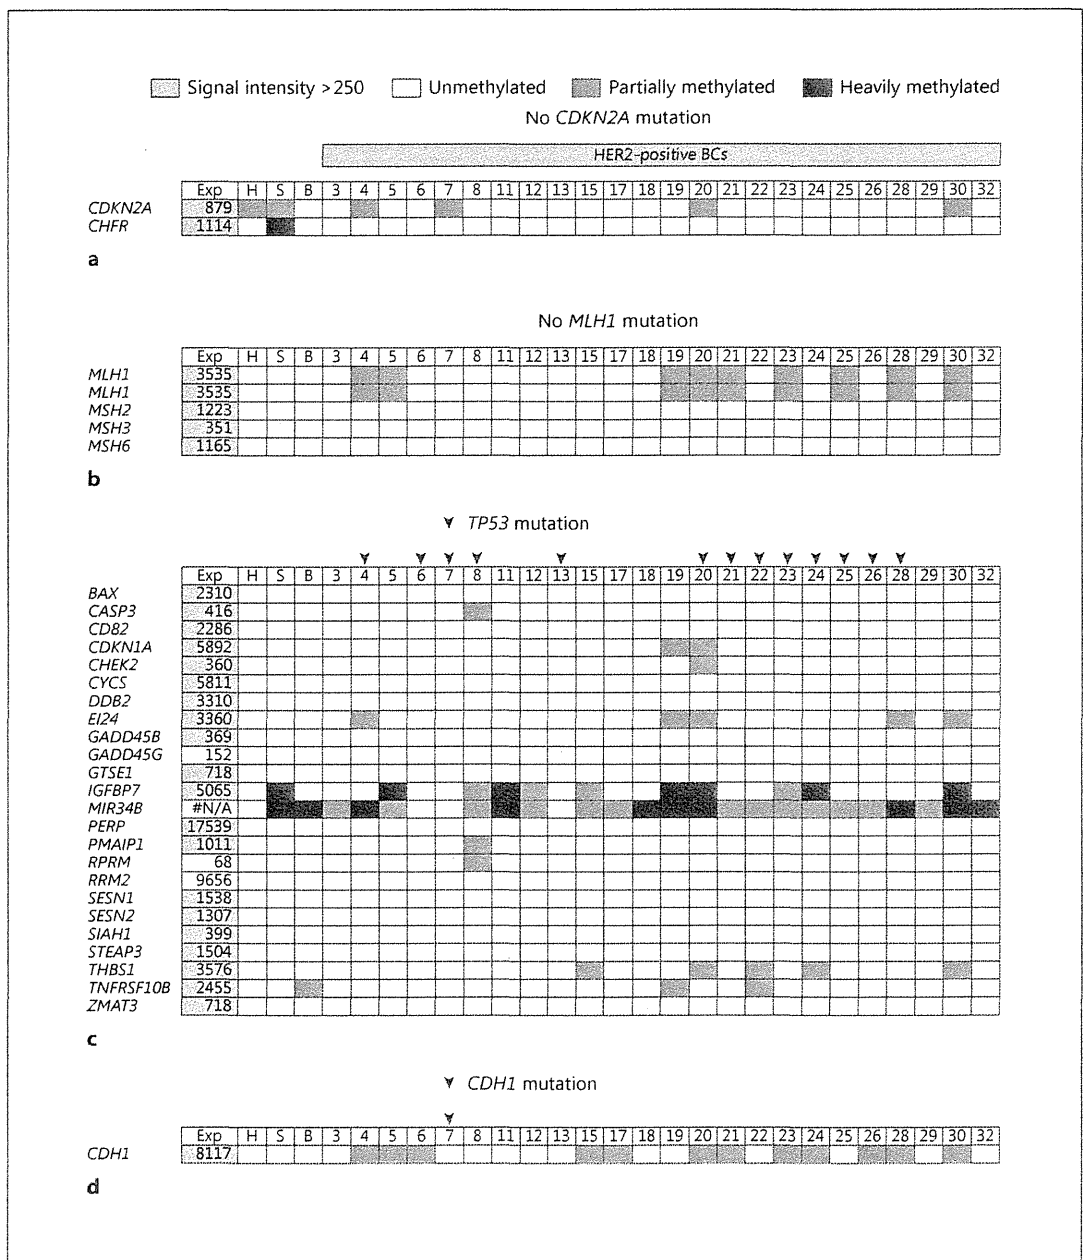 Signal intensity >250 Unmethylated Partially methylated Heavily methylated
No CDKN2A mutation
HER2-positive BCs
Exp H S B 3 4 5 6 7 8 11 12 13 15 17 18 19 20 21 22 23 24 25 26 28 29 30 32
CDKN2A 879
CHFR 1114
a
No MLH1 mutation
Exp H S B 3 4 5 6 7 8 11 12 13 15 17 18 19 20 21 22 23 24 25 26 28 29 30 32
MLH1 3535
MLH1 3535
MSH2 1223
MSH3 351
MSH6 1165
b
TP53 mutation
Exp H S B 3 4 5 6 7 8 11 12 13 15 17 18 19 20 21 22 23 24 25 26 28 29 30 32
BAX 2310
CASP3 416
CD82 2286
CDKN1A 5892
CHEK2 360
CYCS 5811
DDB2 3310
EI24 3360
GADD45B 369
GADD45G 152
GTSE1 718
IGFBP7 5065
MIR34B #N/A
PERP 17539
PMAIP1 1011
RPRM 68
RRM2 9656
SESN1 1538
SESN2 1307
SIAH1 399
STEAP3 1504
THBS1 3576
TNFRSF10B 2455
ZMAT3 718
c
CDH1 mutation
Exp H S B 3 4 5 6 7 8 11 12 13 15 17 18 19 20 21 22 23 24 25 26 28 29 30 32
CDH1 8117
d